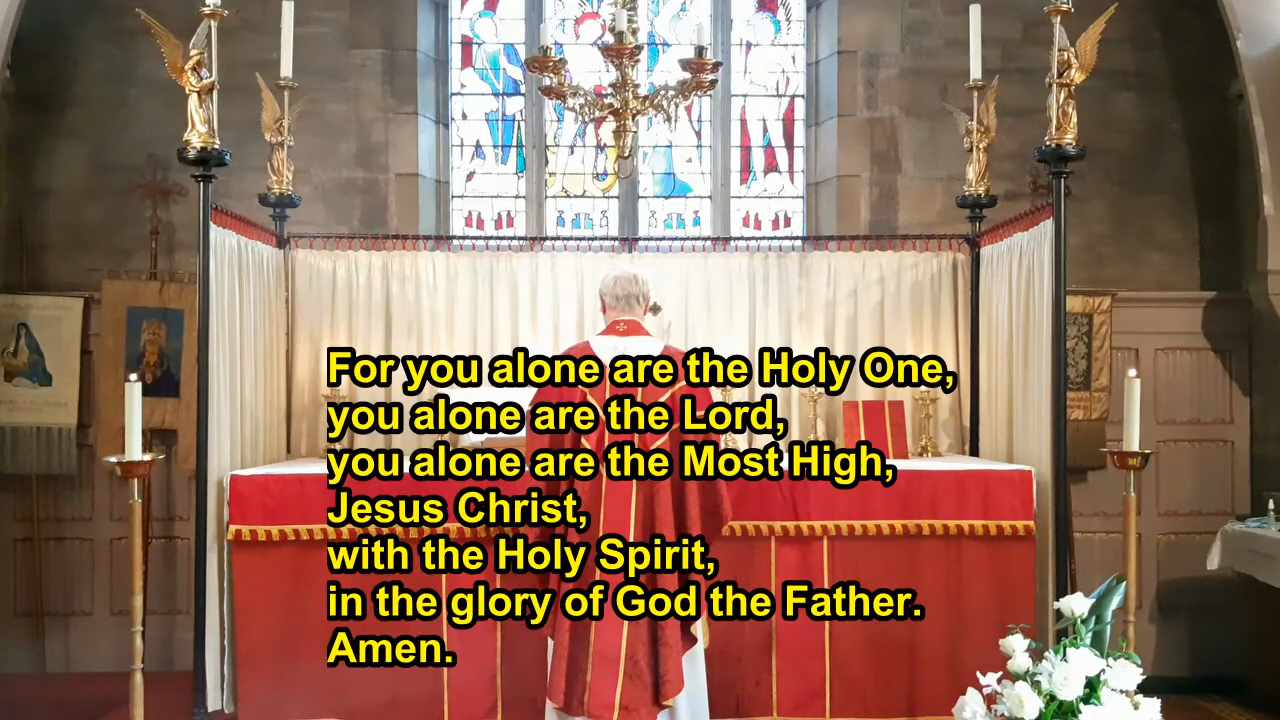 For you alone are the Holy One,
you alone are the Lord,
you alone are the Most High,
Jesus Christ,
with the Holy Spirit,
in the glory of God the Father.
Amen.